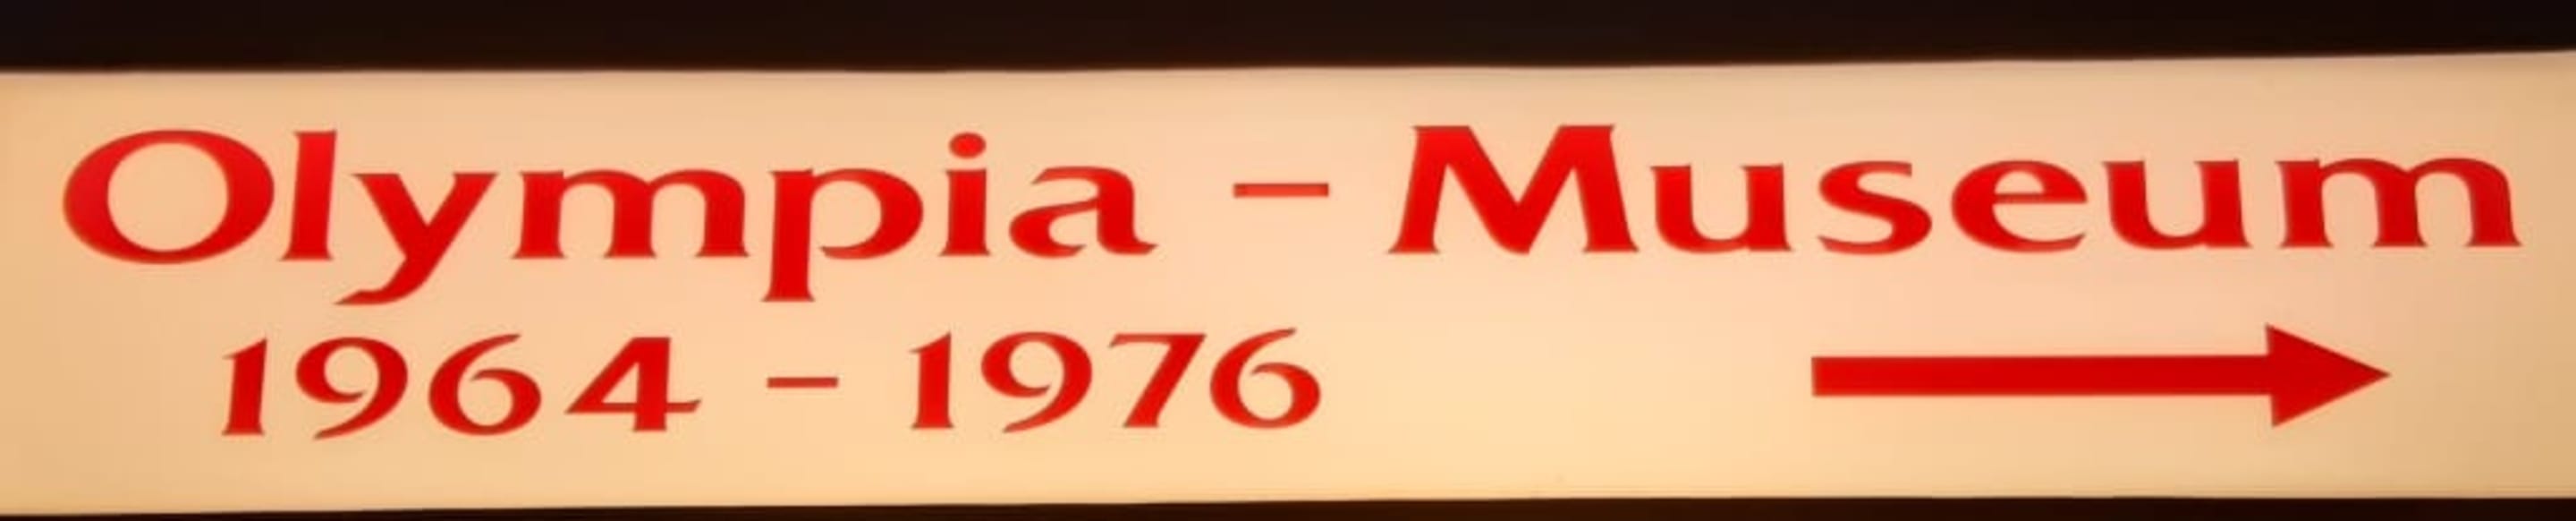 Olympia – Museum
1964 – 1976